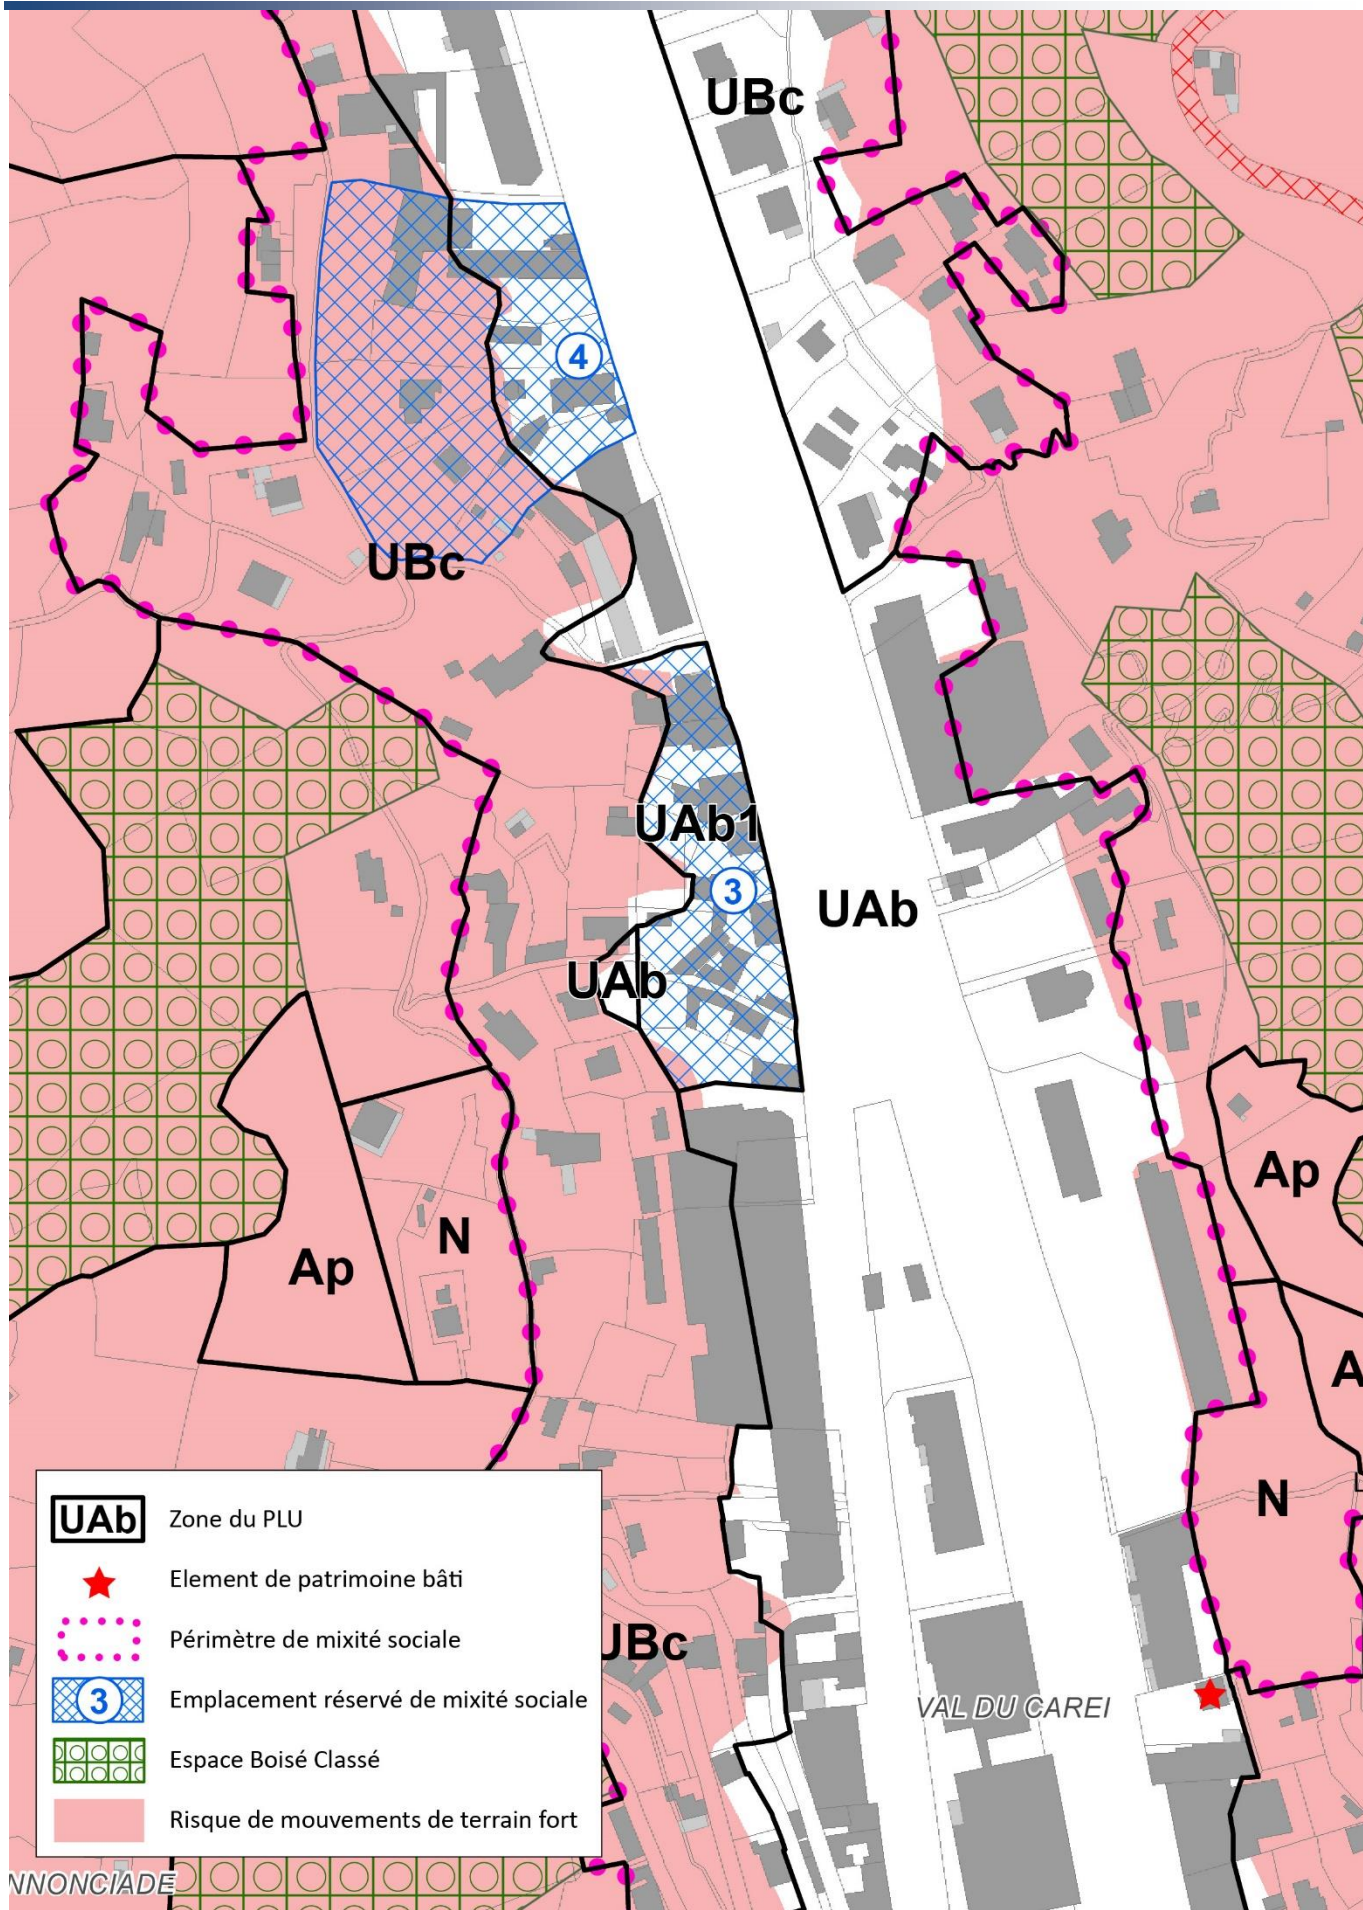 UBc
4
UBc
UAb1
3
UAb
UAb
Ap
N
Ap
A
N
UBc
VAL DU CAREI
UAb Zone du PLU
Element de patrimoine bâti
Périmètre de mixité sociale
3 Emplacement réservé de mixité sociale
Espace Boisé Classé
Risque de mouvements de terrain fort
NNONCIADE